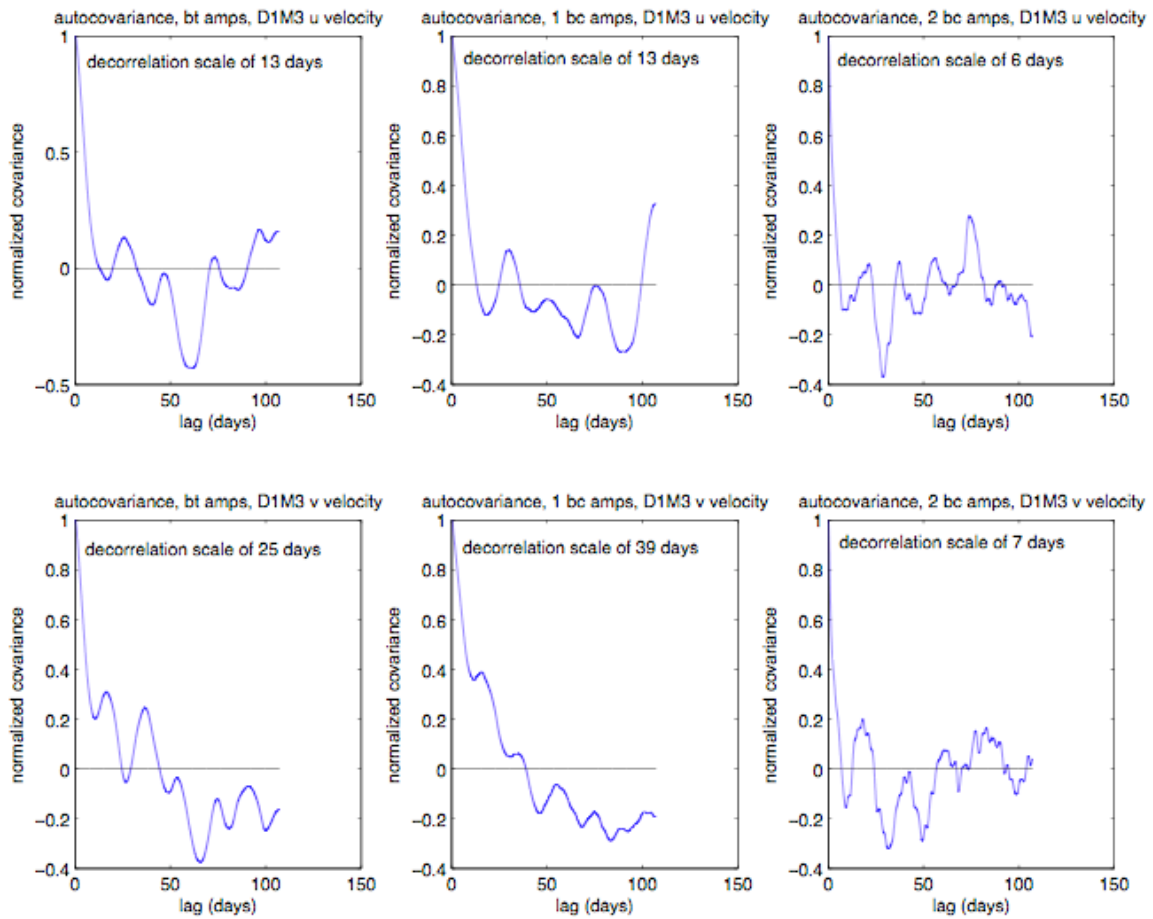 autocovariance, bt amps, D1M3 u velocity
decorrelation scale of 13 days
normalized covariance
1
0.5
0
−0.5
0
50
100
150
lag (days)
autocovariance, 1 bc amps, D1M3 u velocity
decorrelation scale of 13 days
normalized covariance
1
0.8
0.6
0.4
0.2
0
−0.2
−0.4
0
50
100
150
lag (days)
autocovariance, 2 bc amps, D1M3 u velocity
decorrelation scale of 6 days
normalized covariance
1
0.8
0.6
0.4
0.2
0
−0.2
−0.4
0
50
100
150
lag (days)
autocovariance, bt amps, D1M3 v velocity
decorrelation scale of 25 days
normalized covariance
1
0.8
0.6
0.4
0.2
0
−0.2
−0.4
0
50
100
150
lag (days)
autocovariance, 1 bc amps, D1M3 v velocity
decorrelation scale of 39 days
normalized covariance
1
0.8
0.6
0.4
0.2
0
−0.2
−0.4
0
50
100
150
lag (days)
autocovariance, 2 bc amps, D1M3 v velocity
decorrelation scale of 7 days
normalized covariance
1
0.8
0.6
0.4
0.2
0
−0.2
−0.4
0
50
100
150
lag (days)